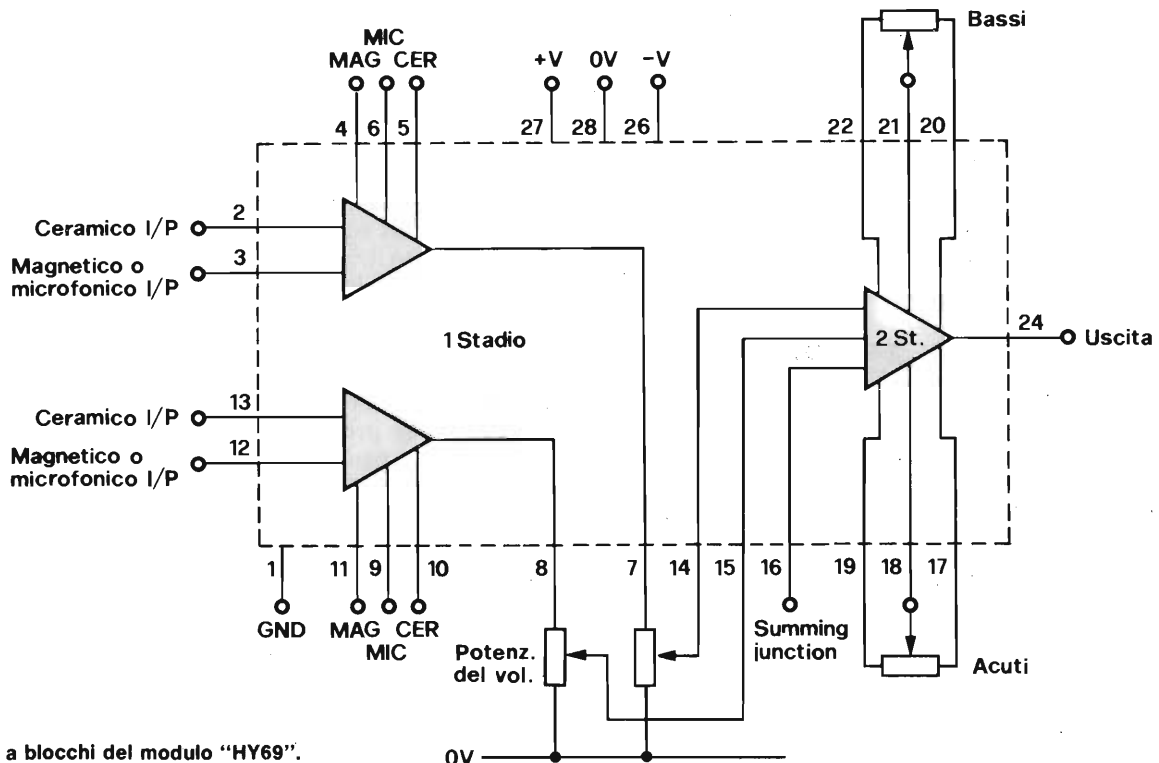 Bassi
MIC
MAG CER
+V 0V -V
4 6 5 27 28 26 22 21 20
Ceramico I/P 2
Magnetico o 3
microfonico I/P
1 Stadio
2 St.
24 Uscita
Ceramico I/P 13
Magnetico o 12
microfonico I/P
1 11 9 10 8 7 14 15 16 19 18 17
GND MAG CER
MIC
Potenz.
del vol.
Summing
junction
Acuti
a blocchi del modulo "HY69".
0V